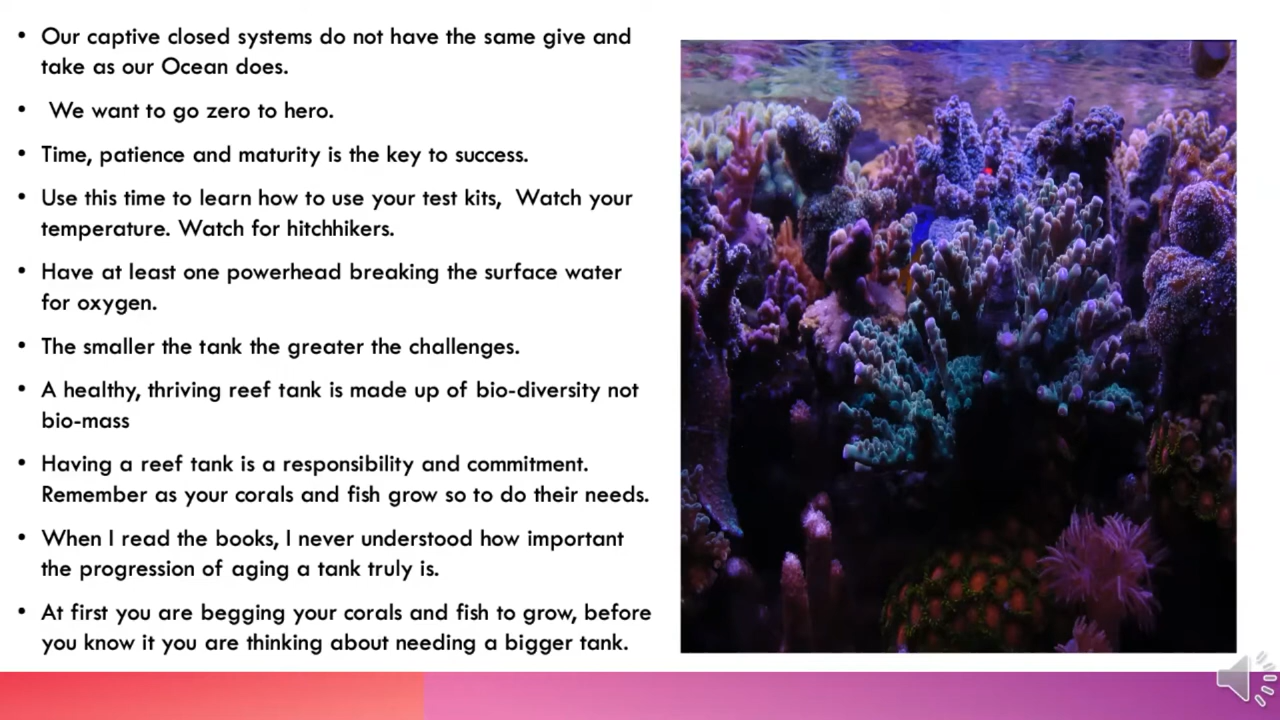 • Our captive closed systems do not have the same give and
take as our Ocean does.
• We want to go zero to hero.
• Time, patience and maturity is the key to success.
• Use this time to learn how to use your test kits,  Watch your
temperature. Watch for hitchhikers.
• Have at least one powerhead breaking the surface water
for oxygen.
• The smaller the tank the greater the challenges.
• A healthy, thriving reef tank is made up of bio-diversity not
bio-mass
• Having a reef tank is a responsibility and commitment.
Remember as your corals and fish grow so to do their needs.
• When I read the books, I never understood how important
the progression of aging a tank truly is.
• At first you are begging your corals and fish to grow, before
you know it you are thinking about needing a bigger tank.